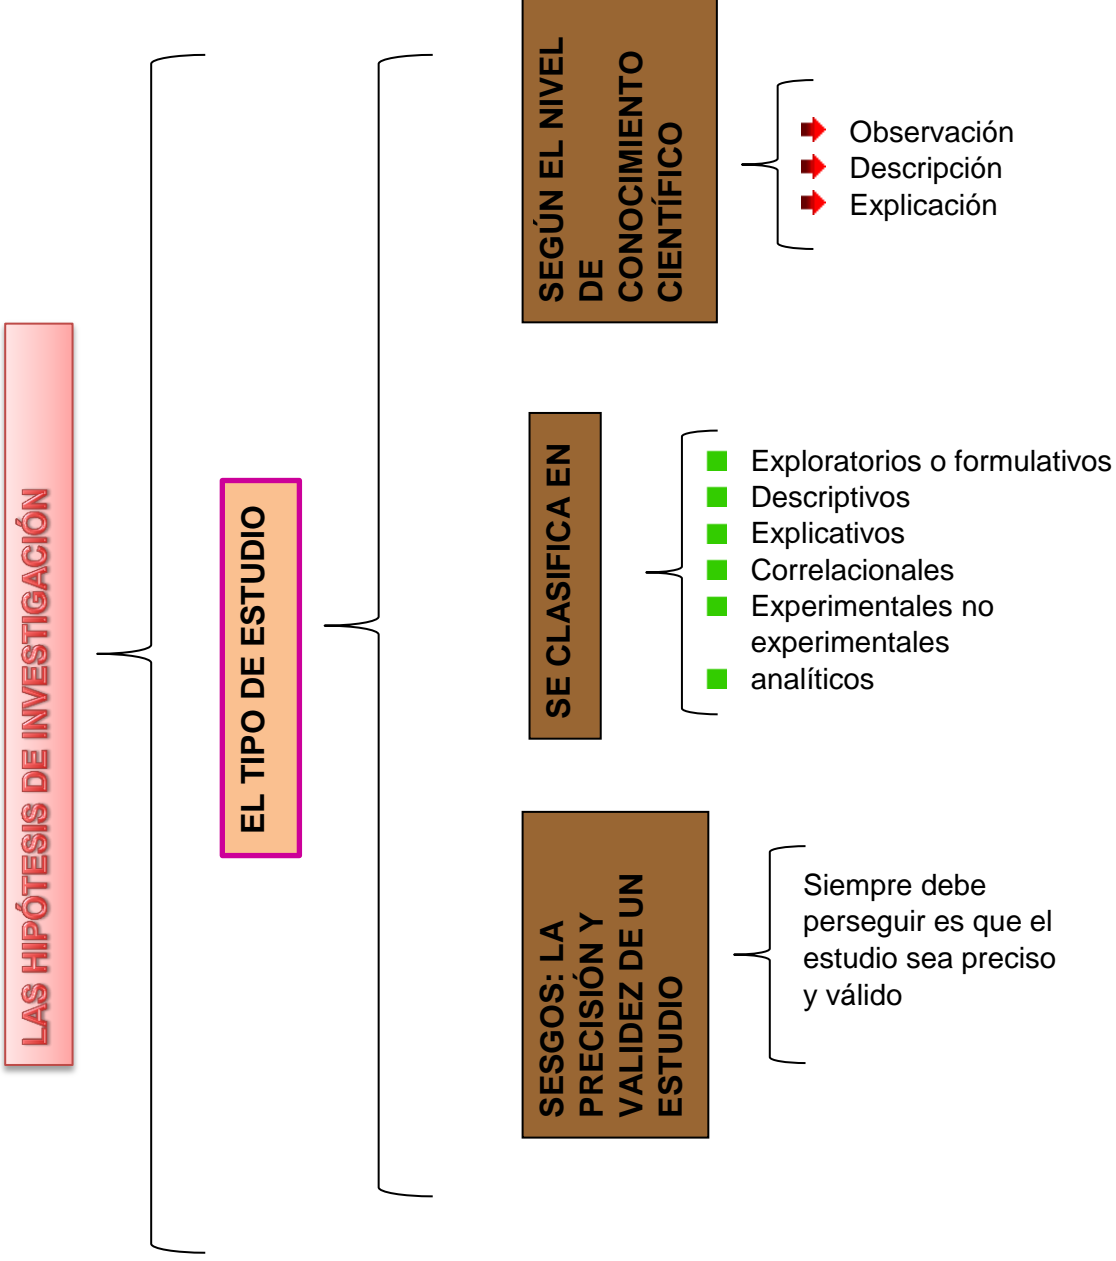 LAS HIPÓTESIS DE INVESTIGACIÓN
EL TIPO DE ESTUDIO
SEGÚN EL NIVEL
DE
CONOCIMIENTO
CIENTÍFICO
Observación
Descripción
Explicación
SE CLASIFICA EN
Exploratorios o formulativos
Descriptivos
Explicativos
Correlacionales
Experimentales no
experimentales
analíticos
SESGOS: LA
PRECISIÓN Y
VALIDEZ DE UN
ESTUDIO
Siempre debe
perseguir es que el
estudio sea preciso
y válido